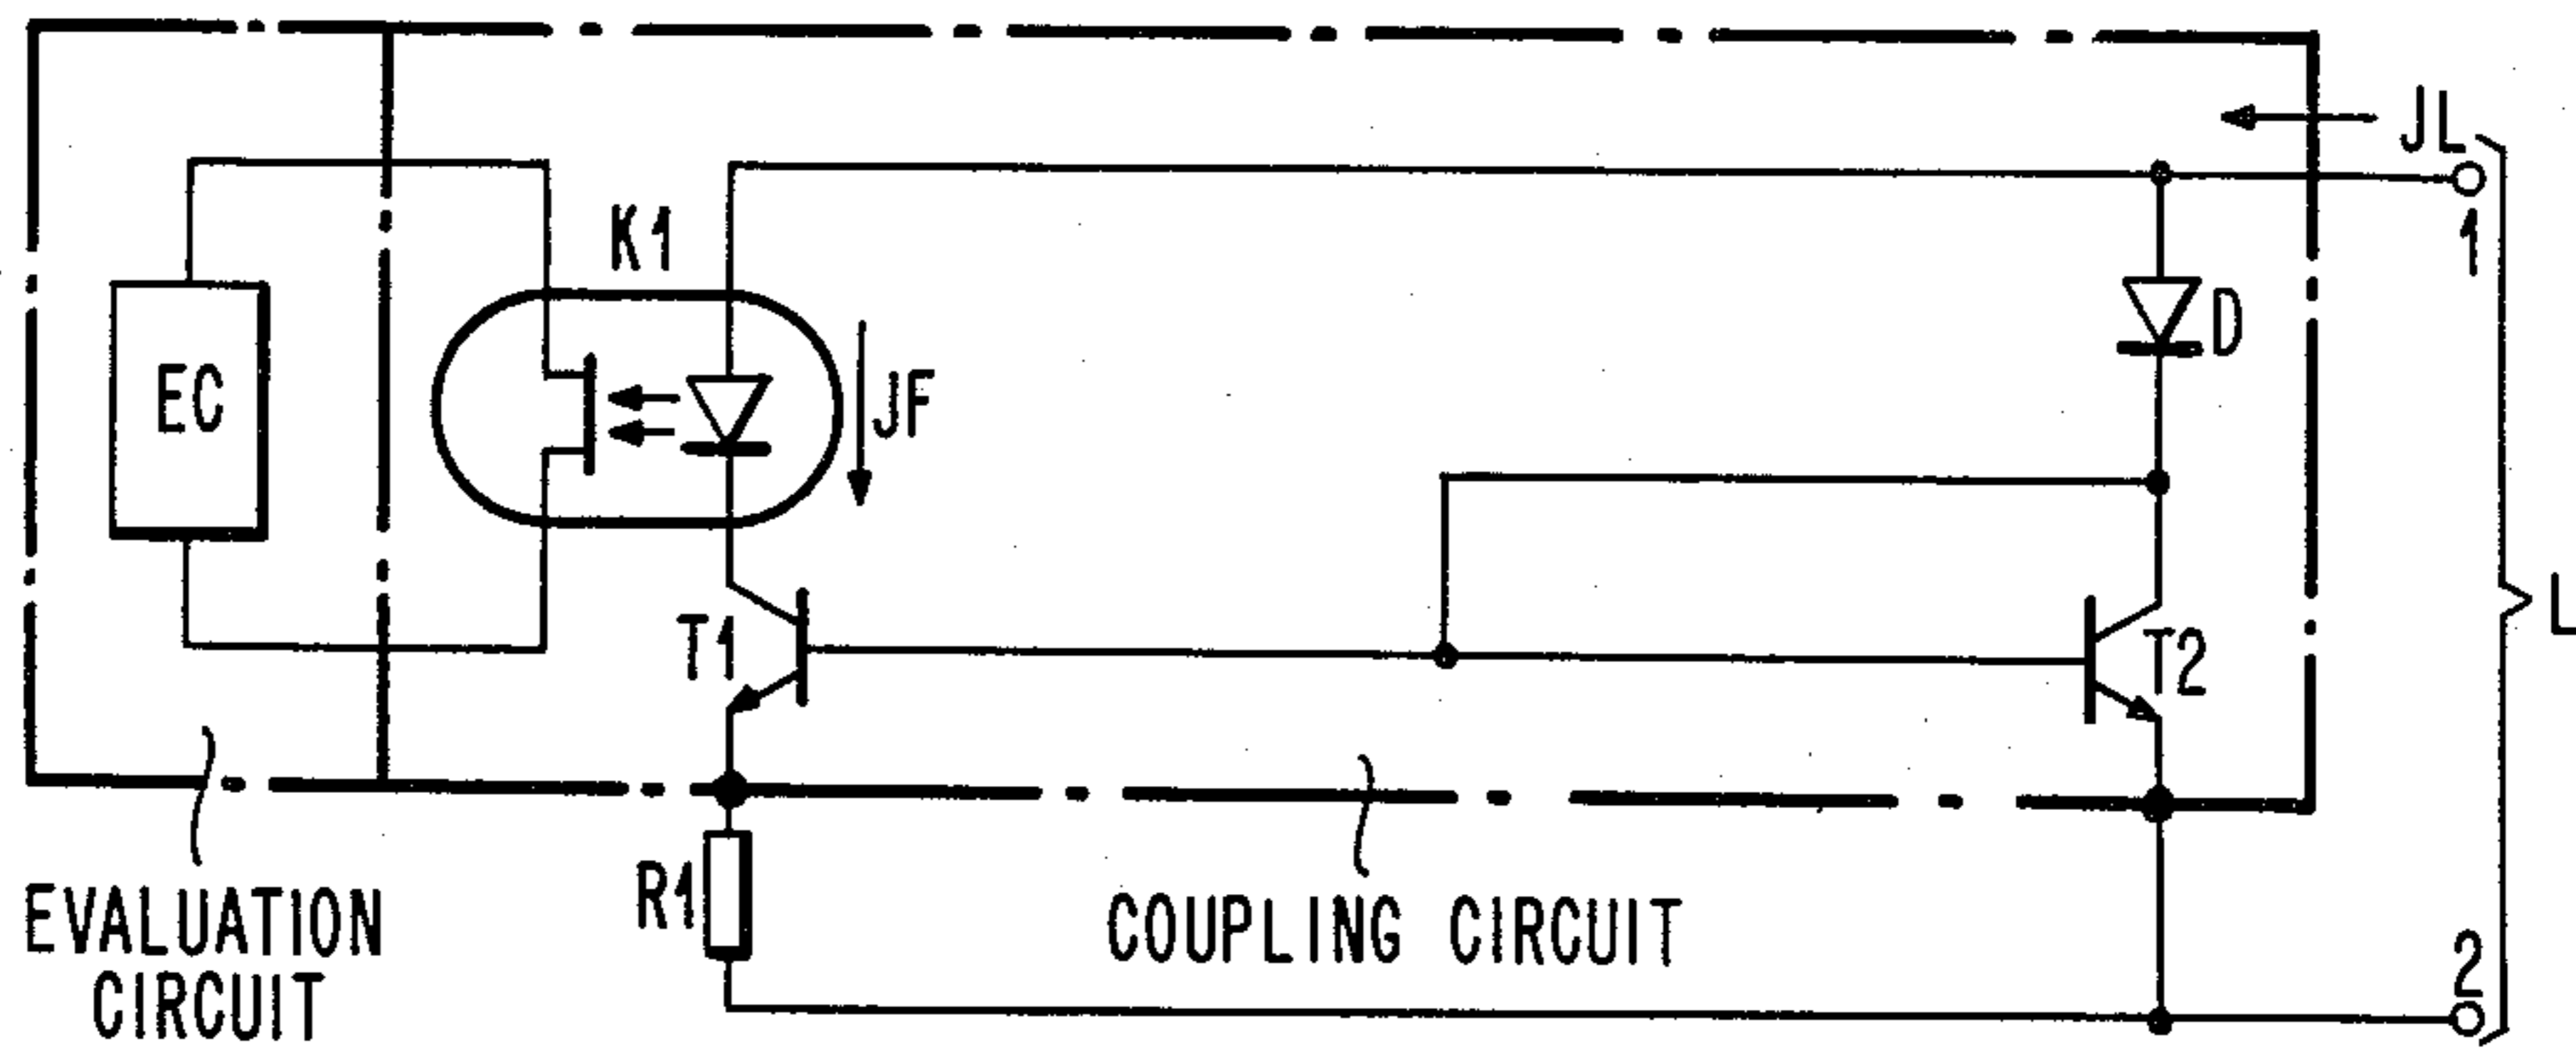 JL
1
K1
D
EC
JF
L
T1
T2
R1
EVALUATION
CIRCUIT
COUPLING CIRCUIT
2